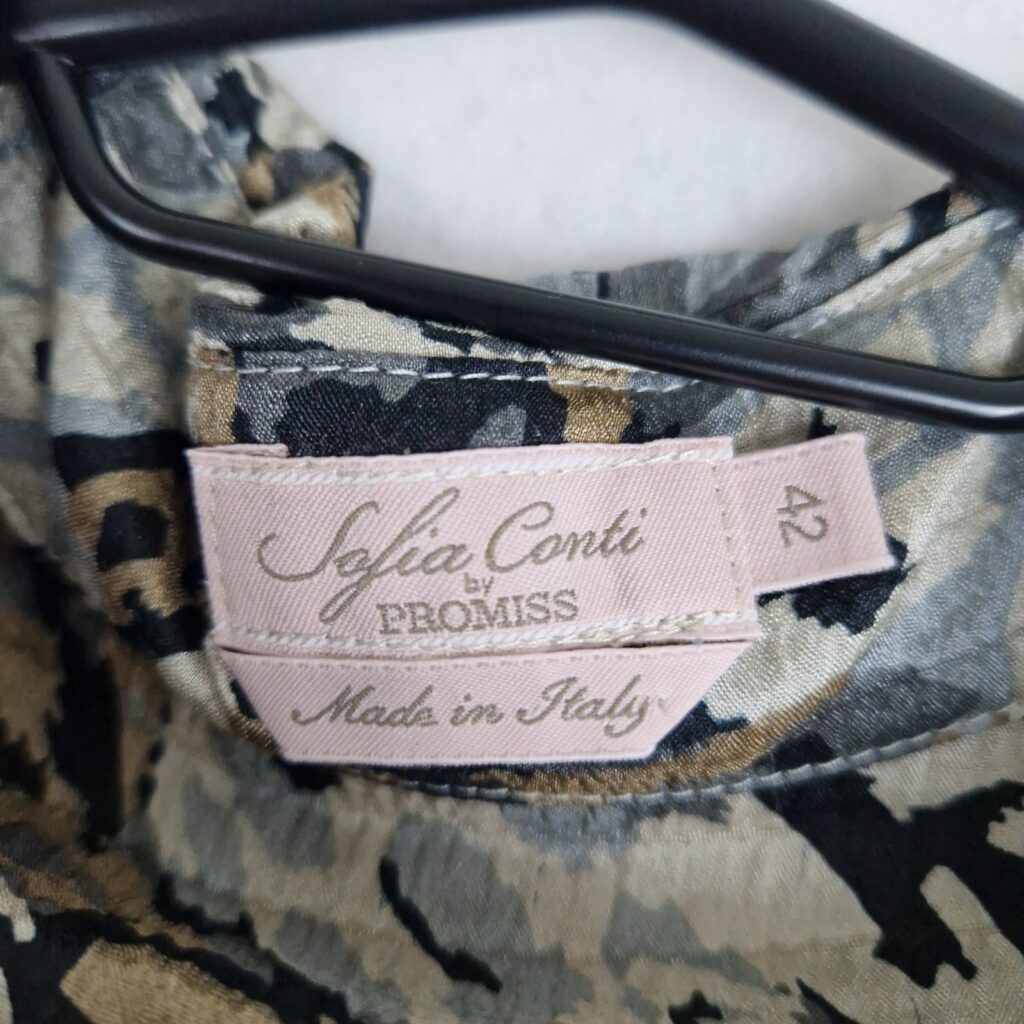 Sofia Conti
by
PROMISS
42
Made in Italy